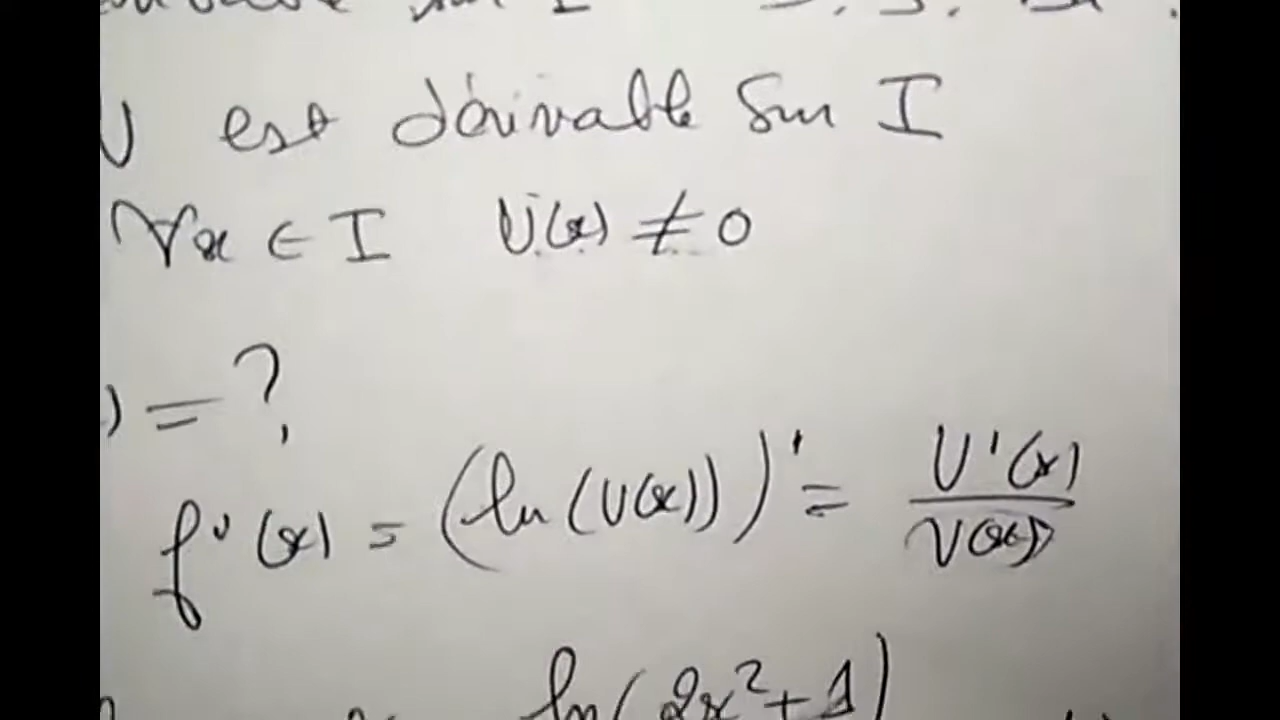 U est dérivable sur I
∀x ∈ I U(x) ≠ 0
) = ?
f'(x) = (ln(U(x)))' = U'(x)/U(x)
ln(2x²+1)